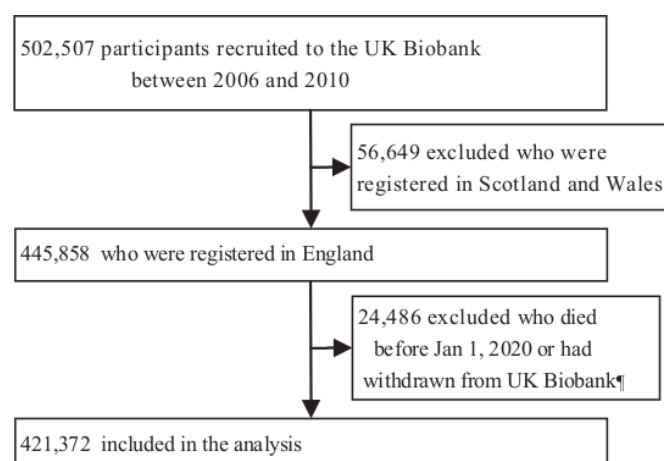 502,507 participants recruited to the UK Biobank
between 2006 and 2010
56,649 excluded who were
registered in Scotland and Wales
445,858 who were registered in England
24,486 excluded who died
before Jan 1, 2020 or had
withdrawn from UK Biobank¶
421,372 included in the analysis